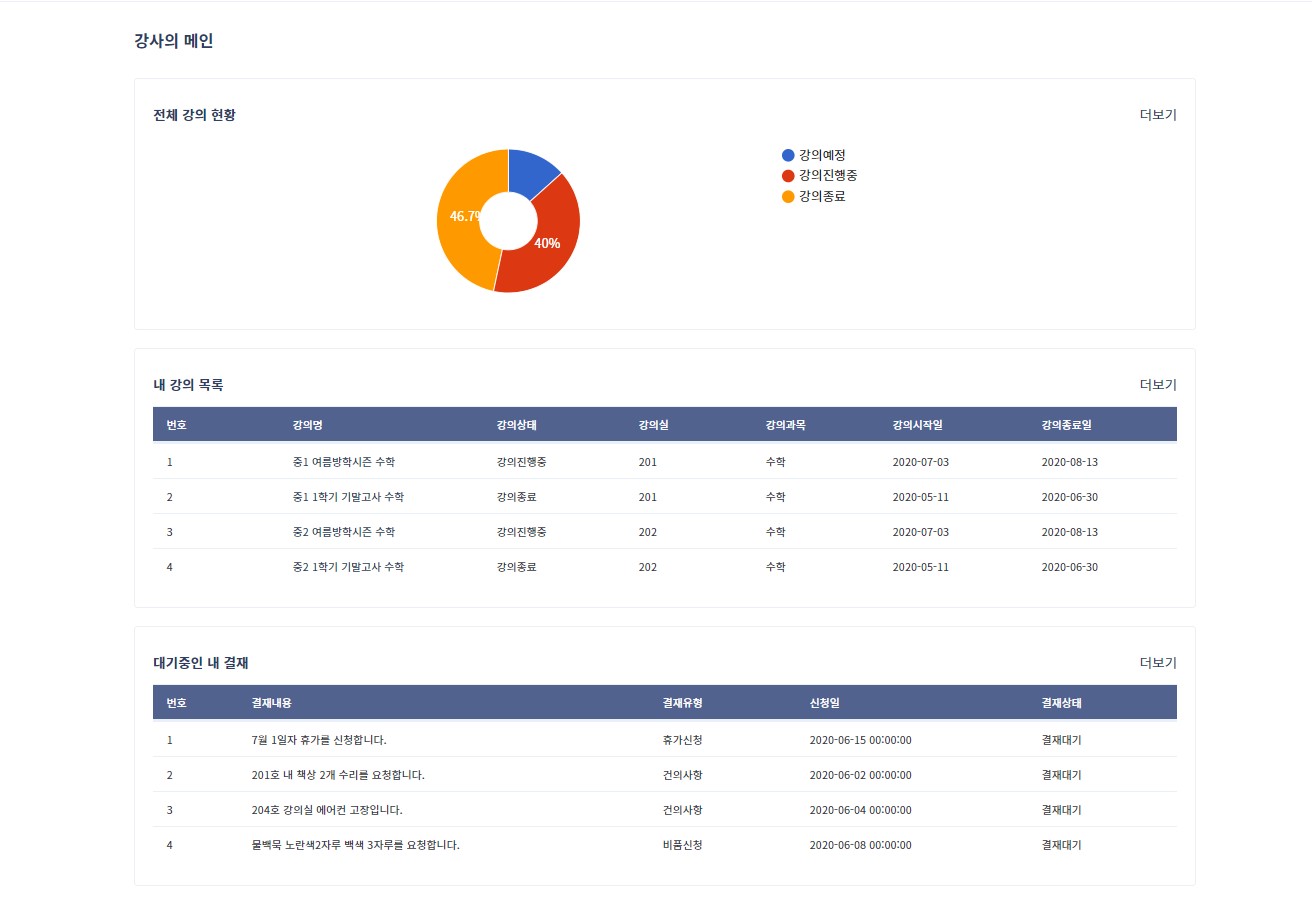 강사의 메인
전체 강의 현황 더보기
강의예정
강의진행중
강의종료
46.7%
40%
내 강의 목록 더보기
번호 강의명 강의상태 강의실 강의과목 강의시작일 강의종료일
1 중1 여름방학시즌 수학 강의진행중 201 수학 2020-07-03 2020-08-13
2 중1 1학기 기말고사 수학 강의종료 201 수학 2020-05-11 2020-06-30
3 중2 여름방학시즌 수학 강의진행중 202 수학 2020-07-03 2020-08-13
4 중2 1학기 기말고사 수학 강의종료 202 수학 2020-05-11 2020-06-30
대기중인 내 결재 더보기
번호 결재내용 결재유형 신청일 결재상태
1 7월 1일자 휴가를 신청합니다. 휴가신청 2020-06-15 00:00:00 결재대기
2 201호 내 책상 2개 수리를 요청합니다. 건의사항 2020-06-02 00:00:00 결재대기
3 204호 강의실 에어컨 고장입니다. 건의사항 2020-06-04 00:00:00 결재대기
4 물백묵 노란색2자루 백색 3자루를 요청합니다. 비품신청 2020-06-08 00:00:00 결재대기